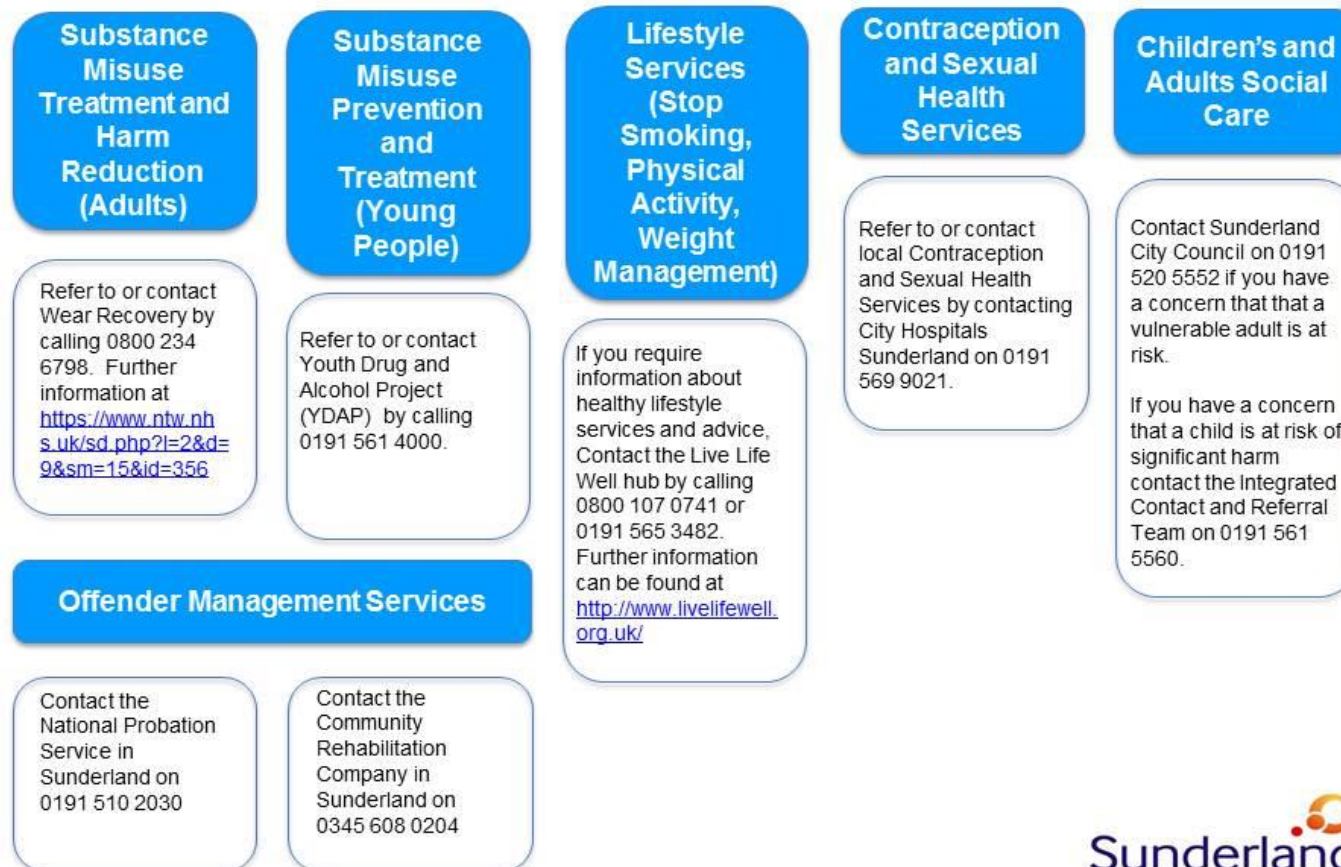 Substance
Misuse
Treatment and
Harm
Reduction
(Adults)
Refer to or contact
Wear Recovery by
calling 0800 234
6798.  Further
information at
https://www.ntw.nh
s.uk/sd.php?l=2&d=
9&sm=15&id=356
Substance
Misuse
Prevention
and
Treatment
(Young
People)
Refer to or contact
Youth Drug and
Alcohol Project
(YDAP)  by calling
0191 561 4000.
Lifestyle
Services
(Stop
Smoking,
Physical
Activity,
Weight
Management)
If you require
information about
healthy lifestyle
services and advice,
Contact the Live Life
Well hub by calling
0800 107 0741 or
0191 565 3482.
Further information
can be found at
http://www.livelifewell.
org.uk/
Contraception
and Sexual
Health
Services
Refer to or contact
local Contraception
and Sexual Health
Services by contacting
City Hospitals
Sunderland on 0191
569 9021.
Children's and
Adults Social
Care
Contact Sunderland
City Council on 0191
520 5552 if you have
a concern that that a
vulnerable adult is at
risk.
If you have a concern
that a child is at risk of
significant harm
contact the Integrated
Contact and Referral
Team on 0191 561
5560.
Offender Management Services
Contact the
National Probation
Service in
Sunderland on
0191 510 2030
Contact the
Community
Rehabilitation
Company in
Sunderland on
0345 608 0204
Sunderland